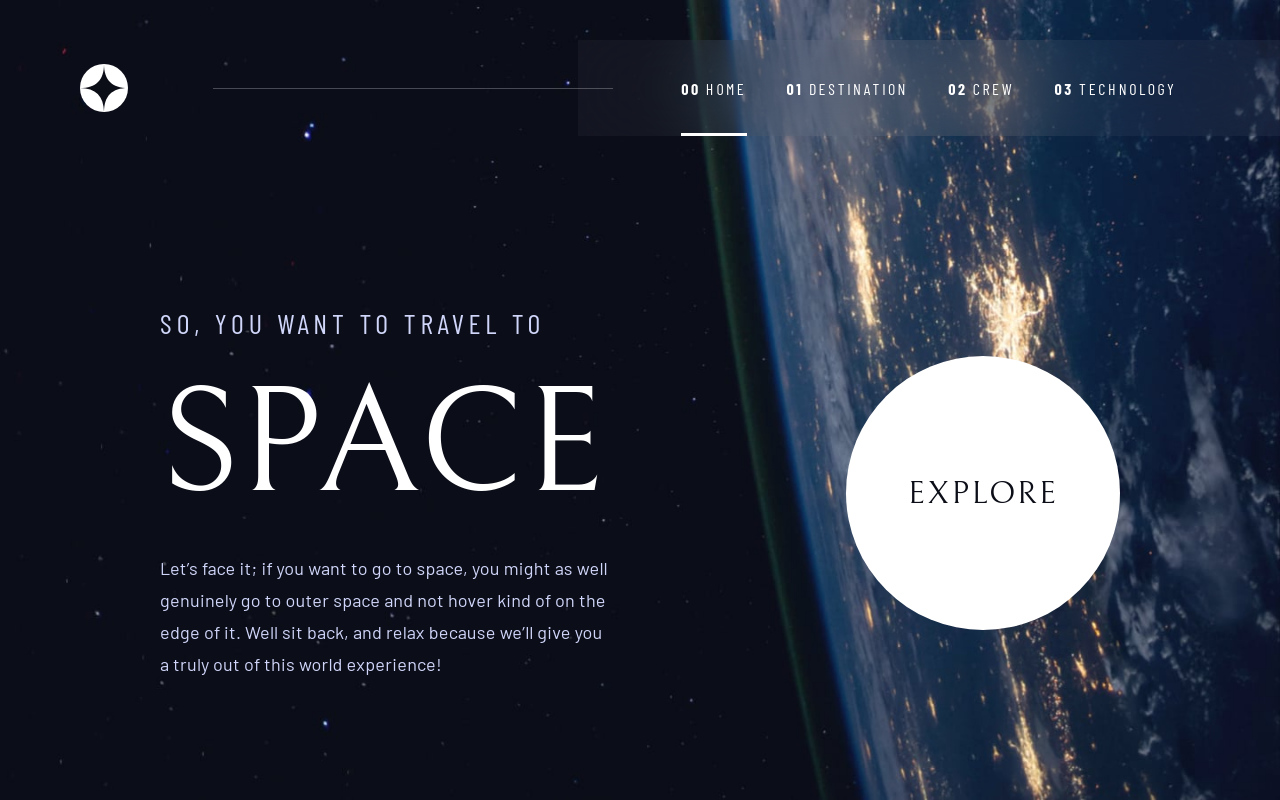 00 HOME 01 DESTINATION 02 CREW 03 TECHNOLOGY
SO, YOU WANT TO TRAVEL TO
SPACE
Let’s face it; if you want to go to space, you might as well
genuinely go to outer space and not hover kind of on the
edge of it. Well sit back, and relax because we’ll give you
a truly out of this world experience!
EXPLORE